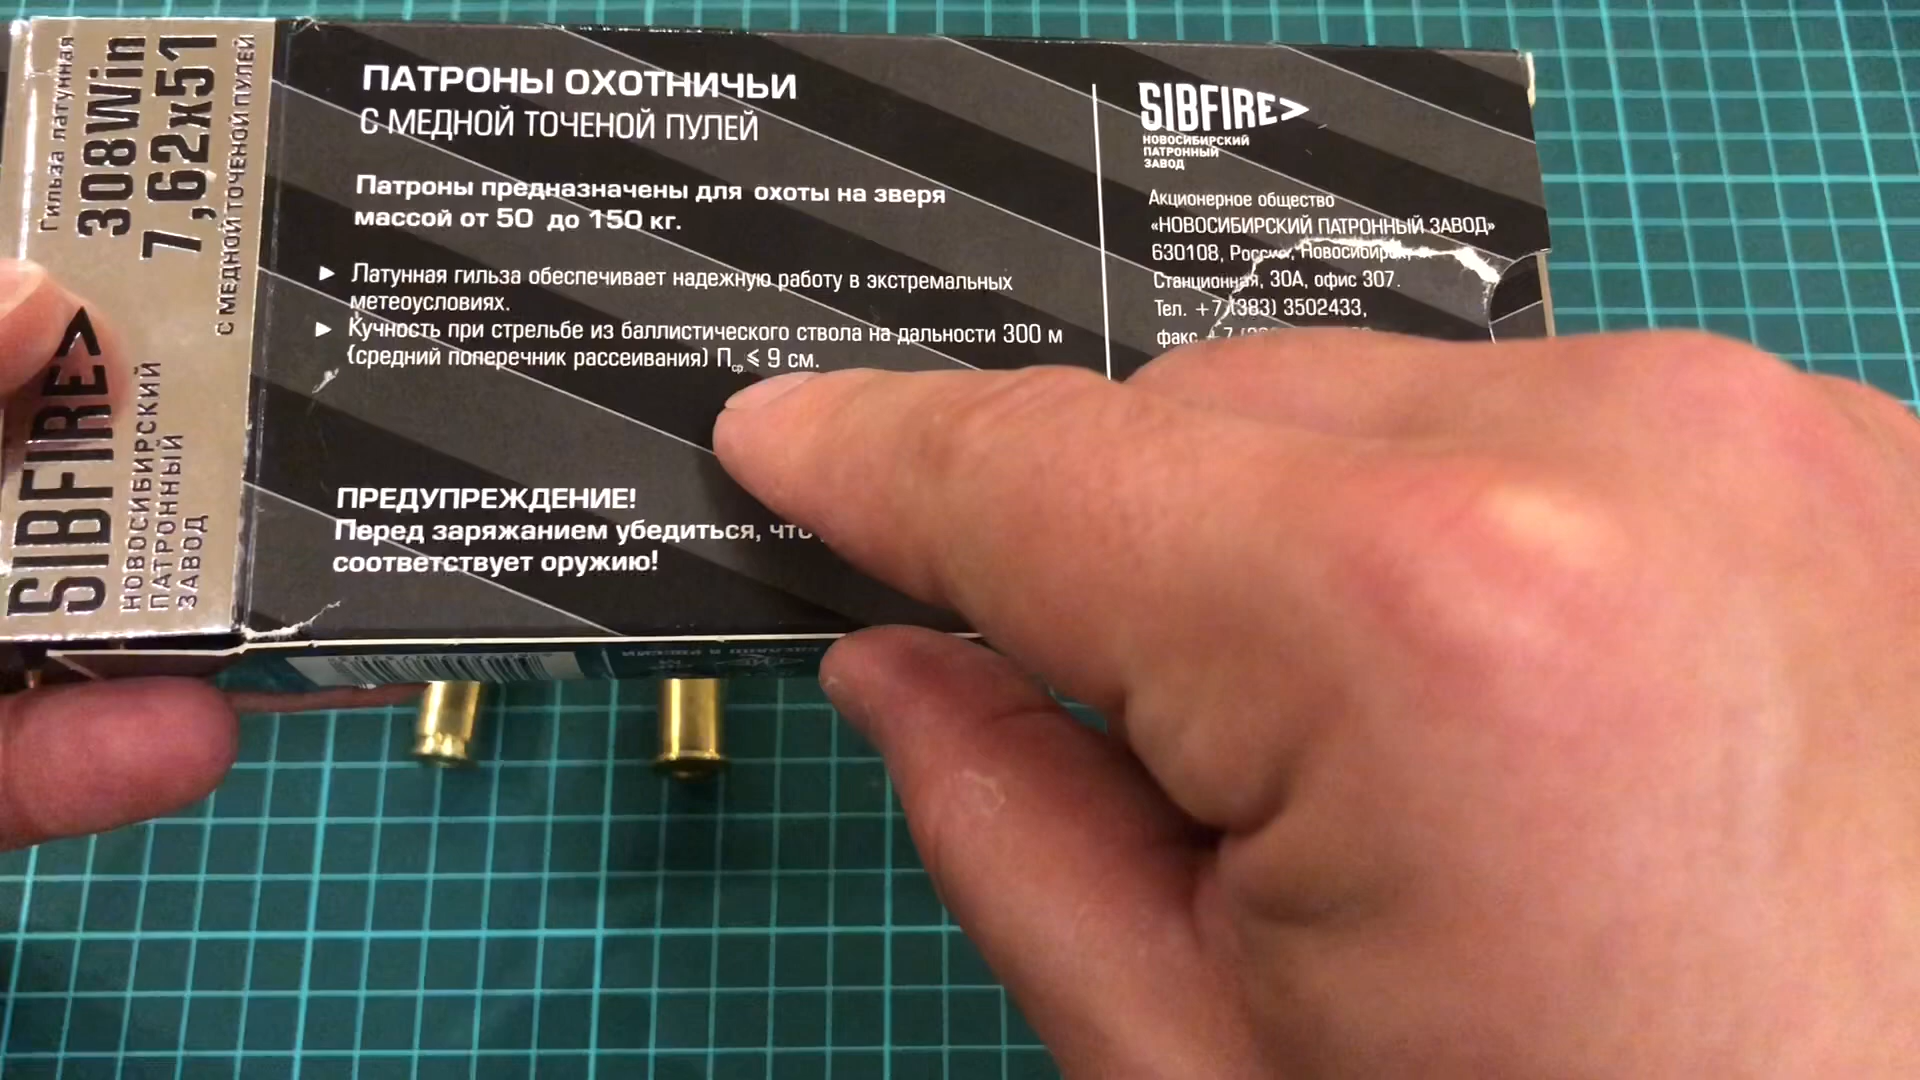 Гильза латунная
308Win
7,62x51
С МЕДНОЙ ТОЧЕНОЙ ПУЛЕЙ
SIBFIRE>
НОВОСИБИРСКИЙ
ПАТРОННЫЙ
ЗАВОД
ПАТРОНЫ ОХОТНИЧЬИ
С МЕДНОЙ ТОЧЕНОЙ ПУЛЕЙ
Патроны предназначены для охоты на зверя
массой от 50 до 150 кг.
Латунная гильза обеспечивает надежную работу в экстремальных
метеоусловиях.
Кучность при стрельбе из баллистического ствола на дальности 300 м
(средний поперечник рассеивания) Пср. ⩽ 9 см.
ПРЕДУПРЕЖДЕНИЕ!
Перед заряжанием убедиться, что
соответствует оружию!
SIBFIRE>
НОВОСИБИРСКИЙ
ПАТРОННЫЙ
ЗАВОД
Акционерное общество
«НОВОСИБИРСКИЙ ПАТРОННЫЙ ЗАВОД»
630108, Россия, Новосибирск,
Станционная, 30А, офис 307.
Тел. +7 (383) 3502433,
факс +7